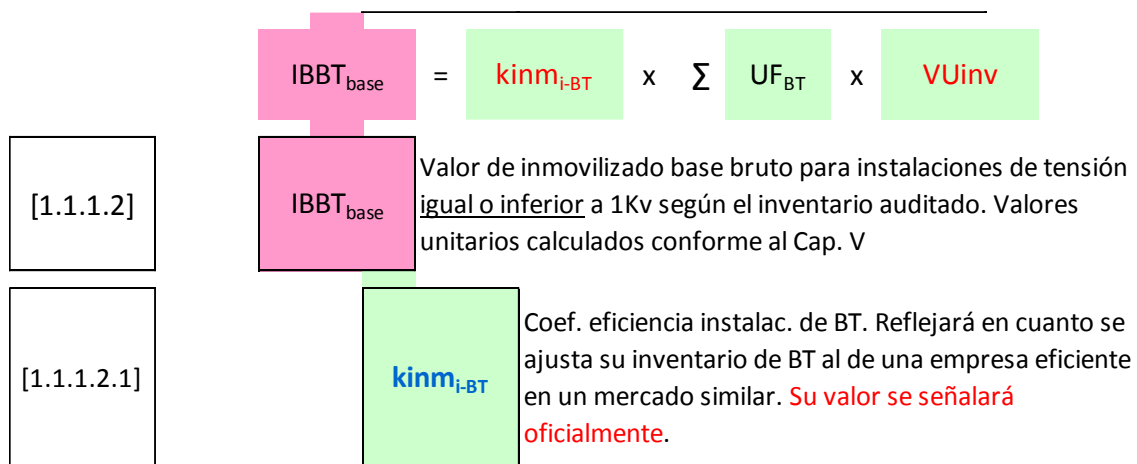 IBBTbase = kinmi-BT x Σ UFBT x VUinv
[1.1.1.2] IBBTbase Valor de inmovilizado base bruto para instalaciones de tensión
igual o inferior a 1Kv según el inventario auditado. Valores
unitarios calculados conforme al Cap. V
[1.1.1.2.1] kinmi-BT Coef. eficiencia instalac. de BT. Reflejará en cuanto se
ajusta su inventario de BT al de una empresa eficiente
en un mercado similar. Su valor se señalará
oficialmente.